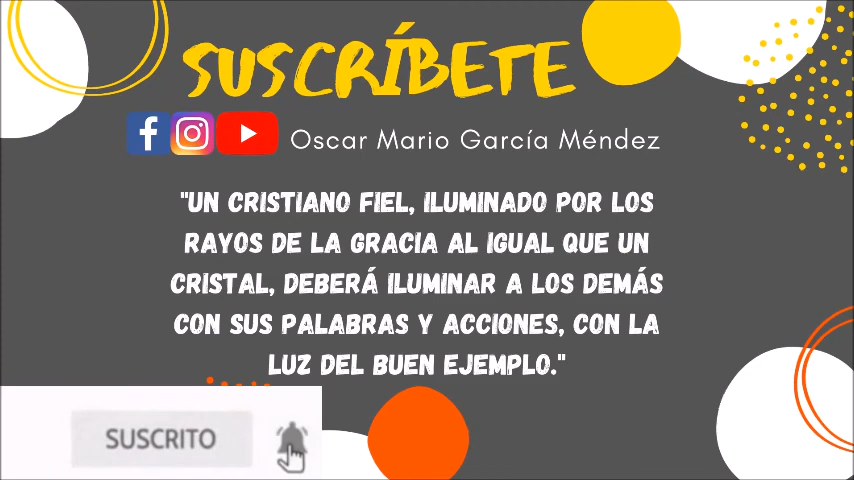 SUSCRÍBETE
Oscar Mario García Méndez
"UN CRISTIANO FIEL, ILUMINADO POR LOS
RAYOS DE LA GRACIA AL IGUAL QUE UN
CRISTAL, DEBERÁ ILUMINAR A LOS DEMÁS
CON SUS PALABRAS Y ACCIONES, CON LA
LUZ DEL BUEN EJEMPLO."
SUSCRITO